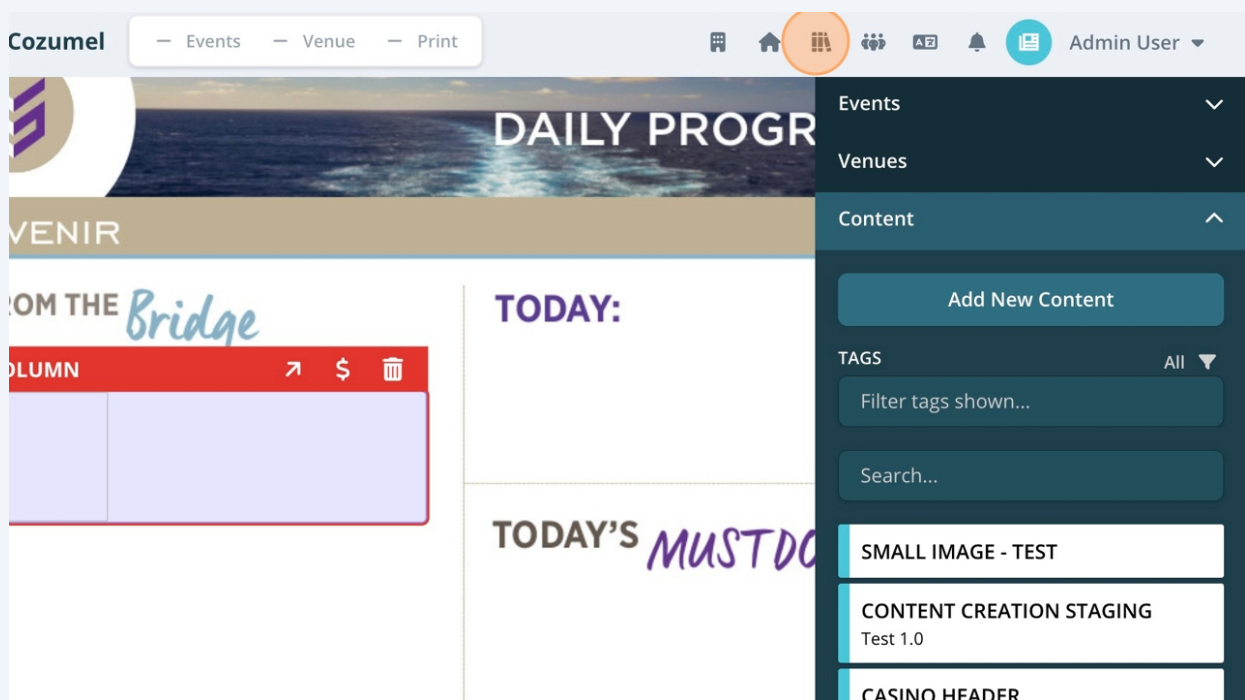 Cozumel
— Events — Venue — Print
Admin User
DAILY PROGR
VENIR
OM THE Bridge
TODAY:
OLUMN
$
TODAY'S MUSTDO
Events
Venues
Content
Add New Content
TAGS
All
Filter tags shown...
Search...
SMALL IMAGE - TEST
CONTENT CREATION STAGING
Test 1.0
CASINO HEADER